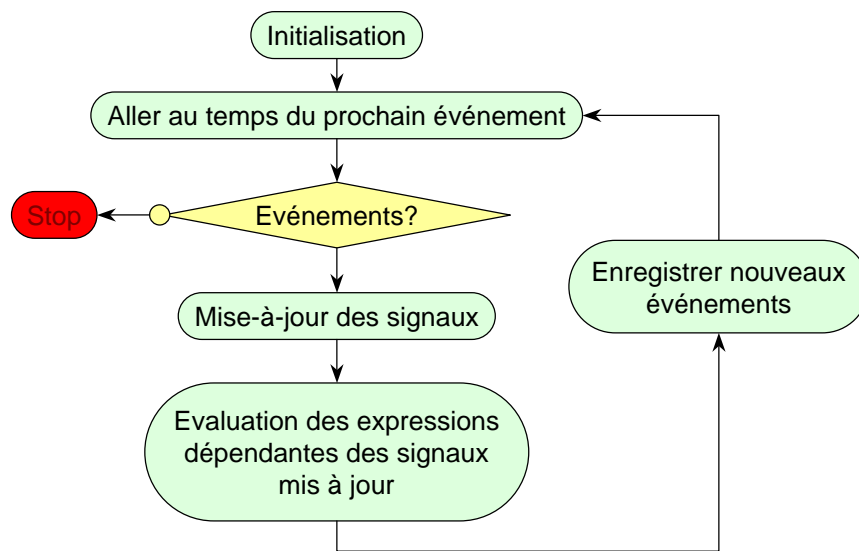 Initialisation
Aller au temps du prochain événement
Stop
Evénements?
Enregistrer nouveaux
événements
Mise-à-jour des signaux
Evaluation des expressions
dépendantes des signaux
mis à jour